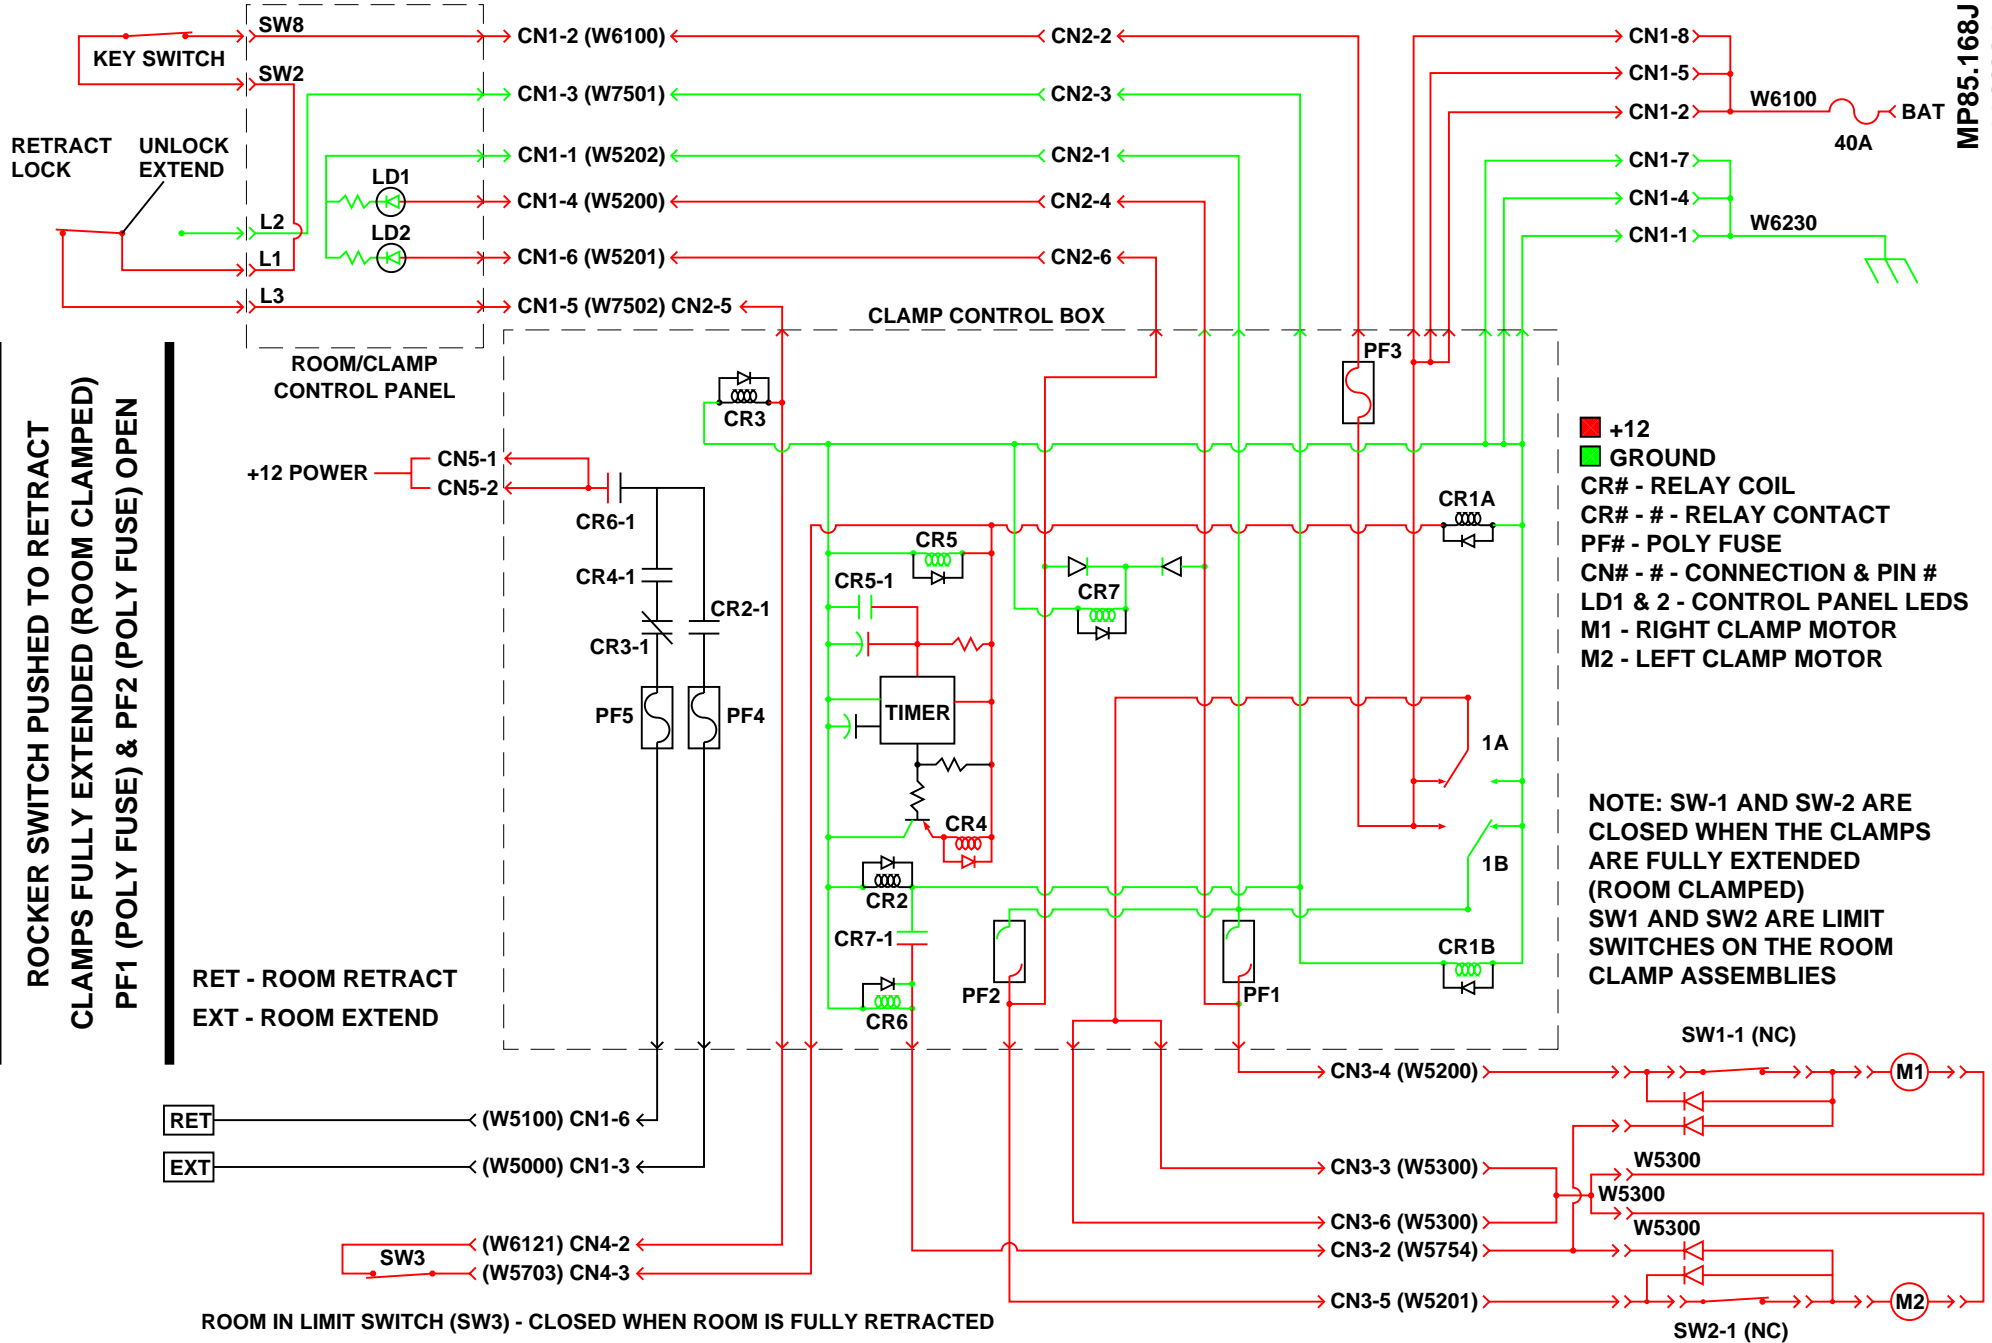 SW8
KEY SWITCH
SW2
RETRACT
LOCK
UNLOCK
EXTEND
L2
L1
L3
LD1
LD2
CN1-2 (W6100)
CN2-2
CN1-3 (W7501)
CN2-3
CN1-1 (W5202)
CN2-1
CN1-4 (W5200)
CN2-4
CN1-6 (W5201)
CN2-6
CN1-5 (W7502) CN2-5
CLAMP CONTROL BOX
ROOM/CLAMP
CONTROL PANEL
CN1-8
CN1-5
CN1-2
W6100
BAT
40A
CN1-7
CN1-4
CN1-1
W6230
MP85.168J
ROCKER SWITCH PUSHED TO RETRACT
CLAMPS FULLY EXTENDED (ROOM CLAMPED)
PF1 (POLY FUSE) & PF2 (POLY FUSE) OPEN
PF3
CR3
+12 POWER
CN5-1
CN5-2
CR6-1
CR4-1
CR3-1
CR2-1
PF5
PF4
CR5
CR5-1
TIMER
CR4
CR2
CR7-1
CR6
CR7
CR1A
1A
1B
CR1B
PF2
PF1
+12
GROUND
CR# - RELAY COIL
CR# - # - RELAY CONTACT
PF# - POLY FUSE
CN# - # - CONNECTION & PIN #
LD1 & 2 - CONTROL PANEL LEDS
M1 - RIGHT CLAMP MOTOR
M2 - LEFT CLAMP MOTOR
NOTE: SW-1 AND SW-2 ARE
CLOSED WHEN THE CLAMPS
ARE FULLY EXTENDED
(ROOM CLAMPED)
SW1 AND SW2 ARE LIMIT
SWITCHES ON THE ROOM
CLAMP ASSEMBLIES
RET - ROOM RETRACT
EXT - ROOM EXTEND
RET
(W5100) CN1-6
EXT
(W5000) CN1-3
(W6121) CN4-2
SW3
(W5703) CN4-3
ROOM IN LIMIT SWITCH (SW3) - CLOSED WHEN ROOM IS FULLY RETRACTED
SW1-1 (NC)
CN3-4 (W5200)
M1
CN3-3 (W5300)
W5300
W5300
CN3-6 (W5300)
W5300
CN3-2 (W5754)
CN3-5 (W5201)
M2
SW2-1 (NC)